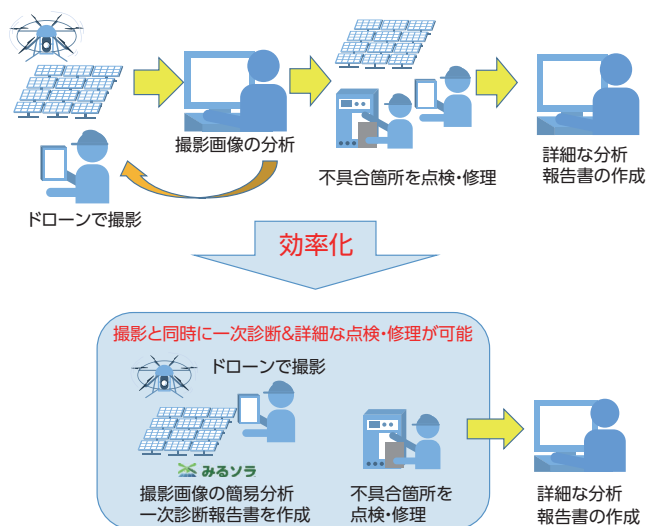 撮影画像の分析
ドローンで撮影
不具合箇所を点検・修理
詳細な分析
報告書の作成
効率化
撮影と同時に一次診断&詳細な点検・修理が可能
ドローンで撮影
みるソラ
撮影画像の簡易分析
一次診断報告書を作成
不具合箇所を
点検・修理
詳細な分析
報告書の作成